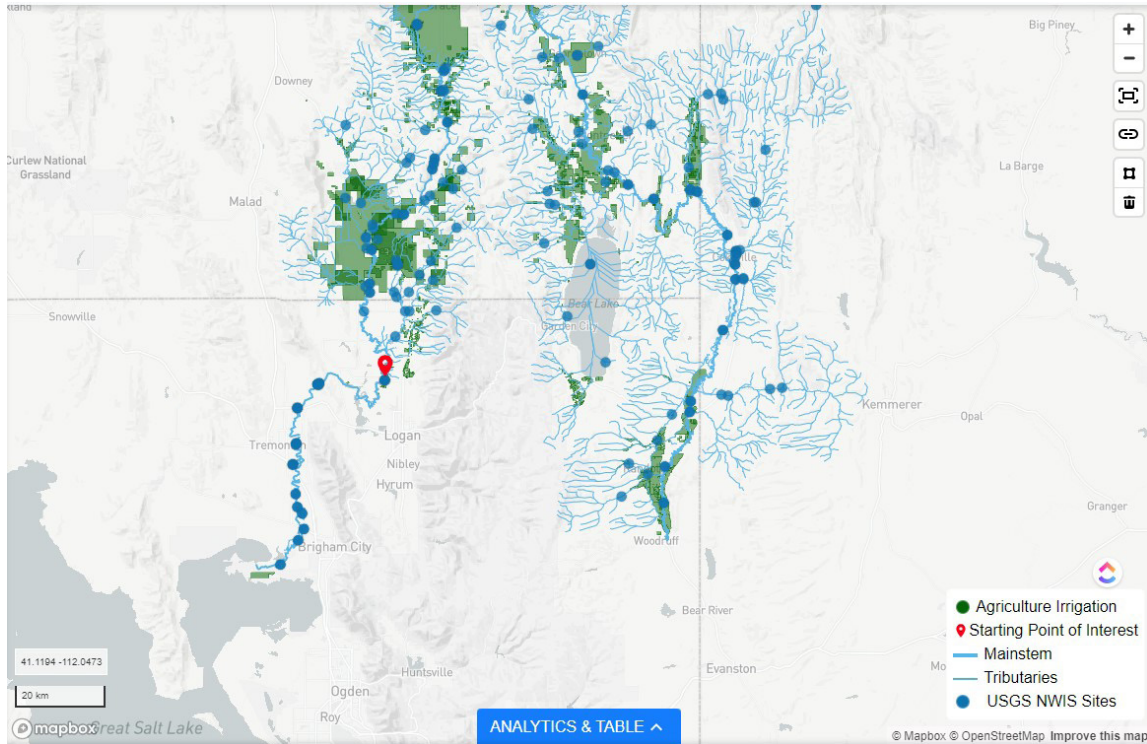 Downey
Big Piney
Curlew National
Grassland
La Barge
Malad
Snowville
Bear Lake
Garden City
Kemmerer
Opal
Logan
Nibley
Hyrum
Granger
Brigham City
Woodruff
Bear River
Huntsville
Evanston
Ogden
Roy
Great Salt Lake
41.1194 -112.0473
20 km
mapbox
ANALYTICS & TABLE
Agriculture Irrigation
Starting Point of Interest
Mainstem
Tributaries
USGS NWIS Sites
© Mapbox © OpenStreetMap Improve this map